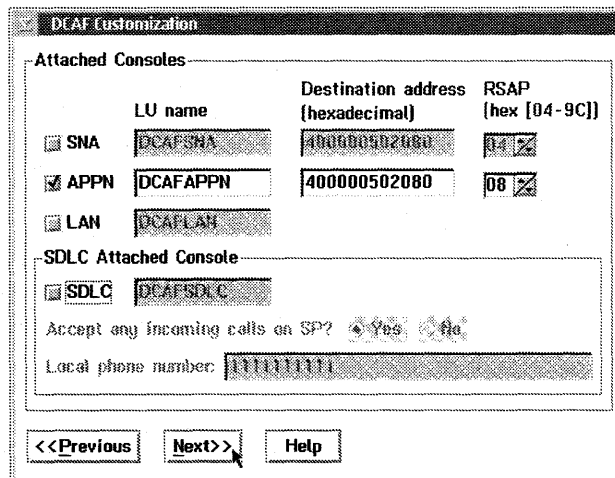 DCAF Customization
Attached Consoles
LU name
Destination address (hexadecimal)
RSAP (hex [04-9C])
SNA DCAFSNA 400000502080 04
APPN DCAFAPPN 400000502080 08
LAN DCAFLAN
SDLC Attached Console
SDLC DCAFSDLC
Accept any incoming calls on SP? Yes No
Local phone number: 1111111111
<<Previous Next>> Help